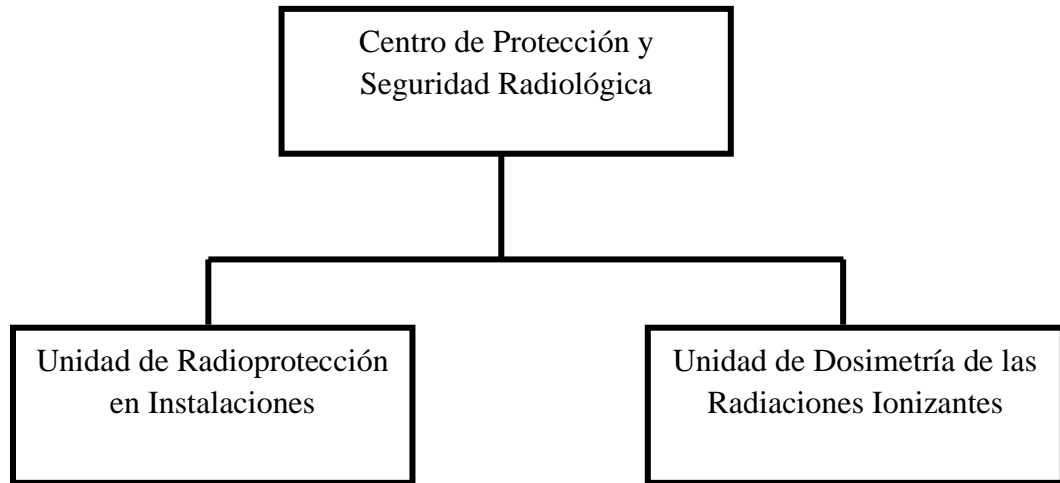 Centro de Protección y
Seguridad Radiológica
Unidad de Radioprotección
en Instalaciones
Unidad de Dosimetría de las
Radiaciones Ionizantes